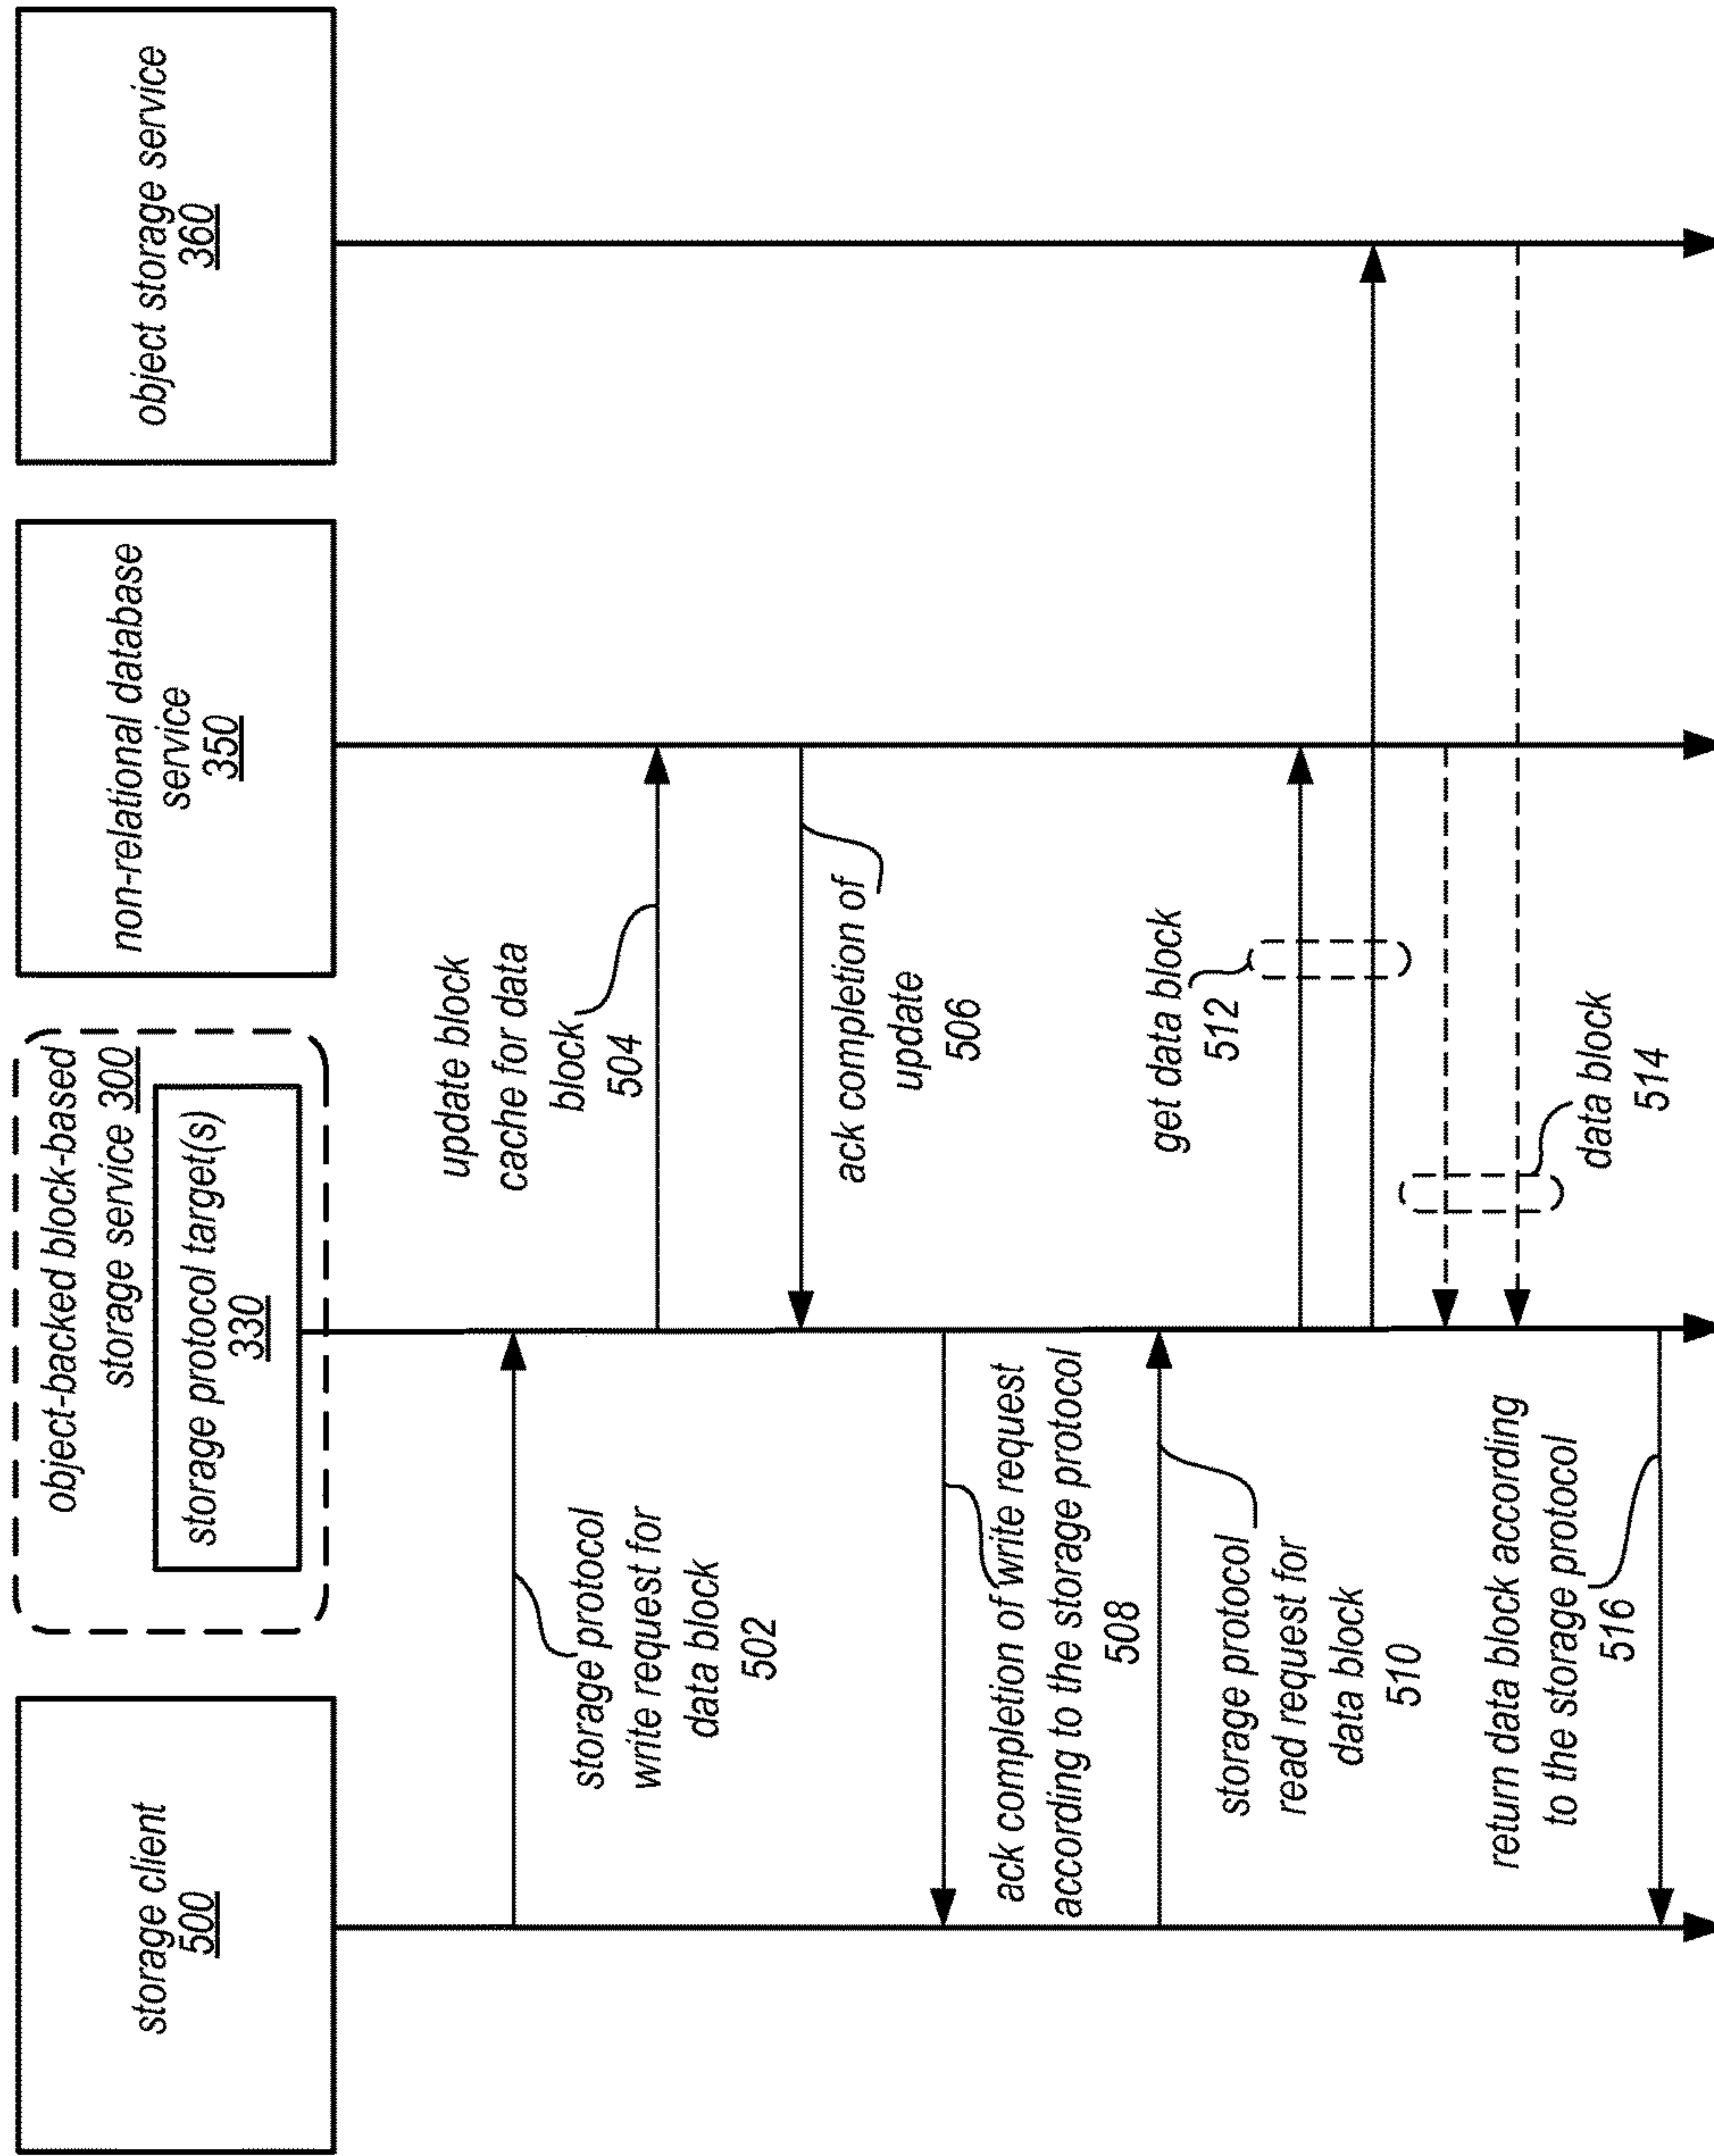 storage client
500
object-backed block-based
storage service 300
storage protocol target(s)
330
non-relational database
service
350
object storage service
360
storage protocol
write request for
data block
502
update block
cache for data
block
504
ack completion of
update
506
ack completion of write request
according to the storage protocol
508
storage protocol
read request for
data block
510
get data block
512
data block
514
return data block according
to the storage protocol
516